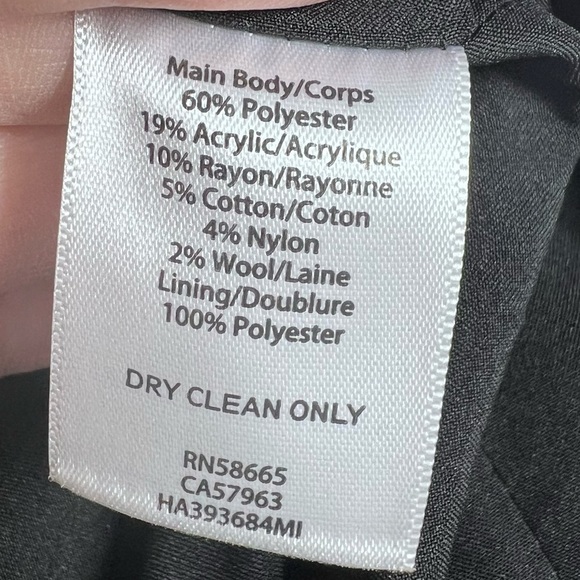 Main Body/Corps
60% Polyester
19% Acrylic/Acrylique
10% Rayon/Rayonne
5% Cotton/Coton
4% Nylon
2% Wool/Laine
Lining/Doublure
100% Polyester
DRY CLEAN ONLY
RN58665
CA57963
HA393684MI